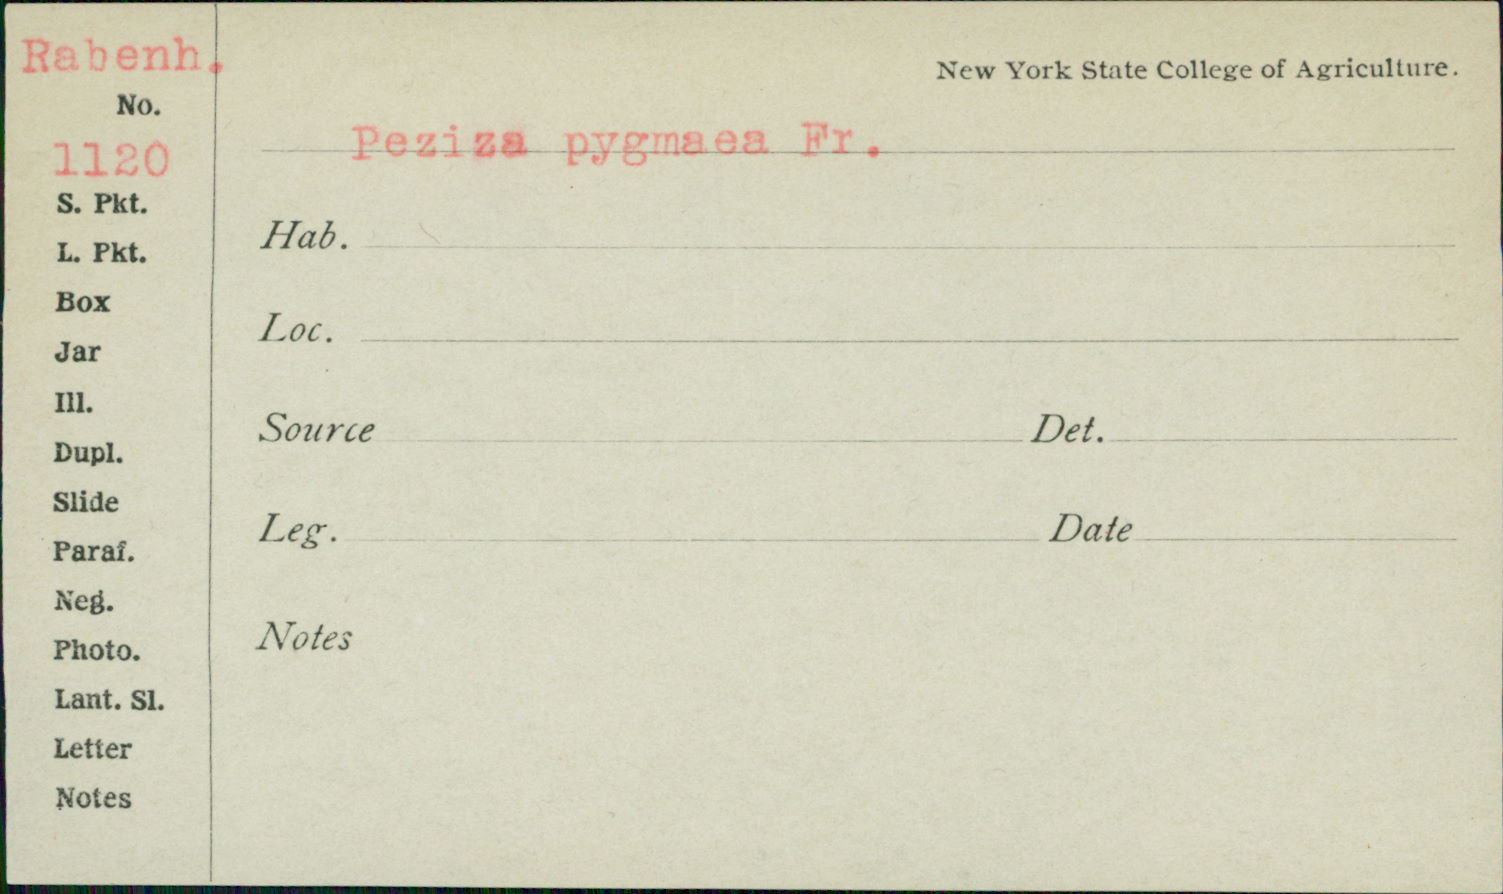 Rabenh.
No.
1120
S. Pkt.
L. Pkt.
Box
Jar
Ill.
Dupl.
Slide
Paraf.
Neg.
Photo.
Lant. Sl.
Letter
Notes
New York State College of Agriculture.
Peziza pygmaea Fr.
Hab.
Loc.
Source Det.
Leg. Date
Notes